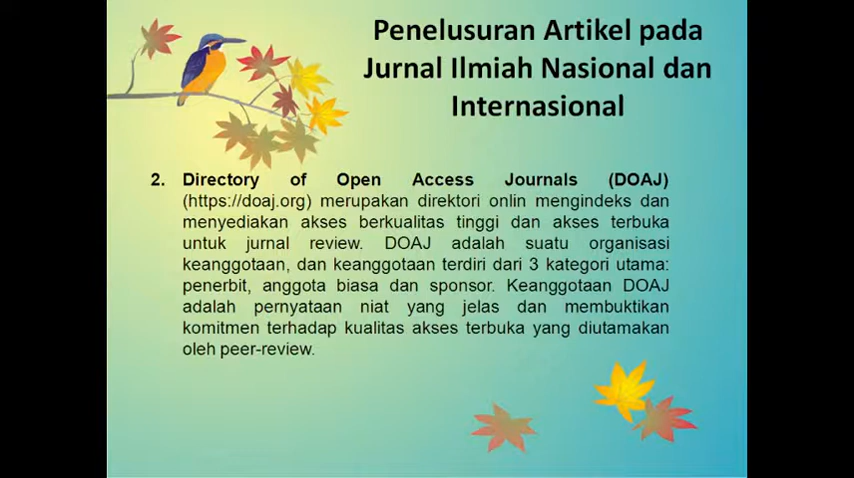 Penelusuran Artikel pada
Jurnal Ilmiah Nasional dan
Internasional
2. Directory of Open Access Journals (DOAJ)
(https://doaj.org) merupakan direktori onlin mengindeks dan
menyediakan akses berkualitas tinggi dan akses terbuka
untuk jurnal review. DOAJ adalah suatu organisasi
keanggotaan, dan keanggotaan terdiri dari 3 kategori utama:
penerbit, anggota biasa dan sponsor. Keanggotaan DOAJ
adalah pernyataan niat yang jelas dan membuktikan
komitmen terhadap kualitas akses terbuka yang diutamakan
oleh peer-review.